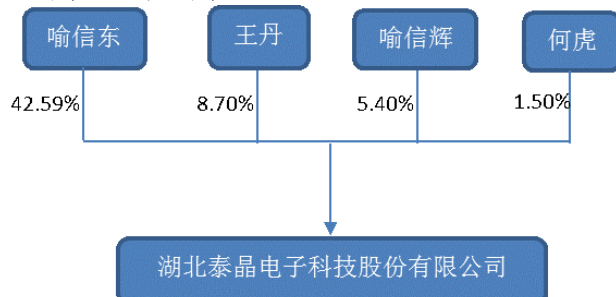 喻信东
王丹
喻信辉
何虎
42.59%
8.70%
5.40%
1.50%
湖北泰晶电子科技股份有限公司